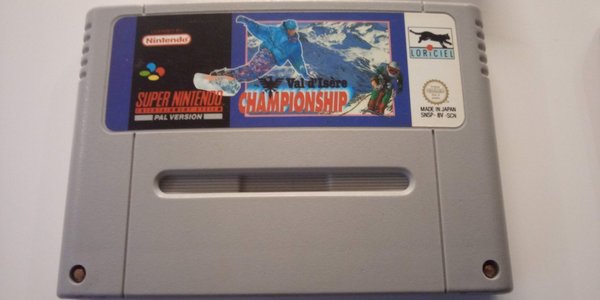 Nintendo
SUPER NINTENDO
PAL VERSION
Val d'Isère
CHAMPIONSHIP
LORICIEL
MADE IN JAPAN
SNSP - 8V -SCN